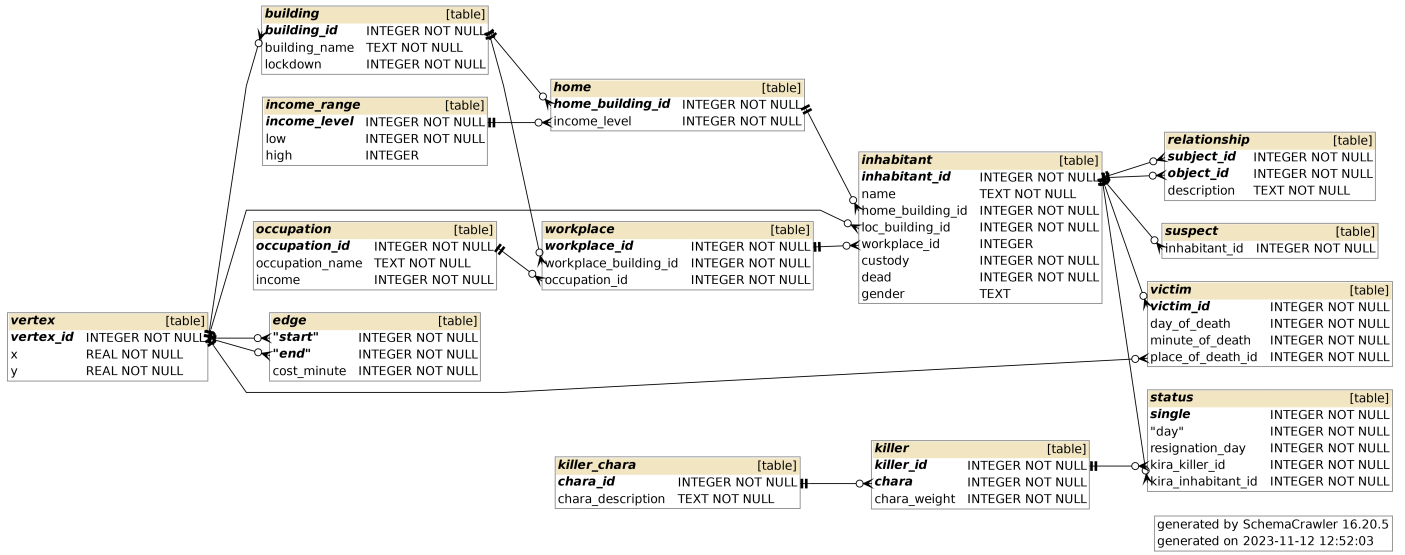 building [table]
building_id INTEGER NOT NULL
building_name TEXT NOT NULL
lockdown INTEGER NOT NULL
income_range [table]
income_level INTEGER NOT NULL
low INTEGER NOT NULL
high INTEGER
home [table]
home_building_id INTEGER NOT NULL
income_level INTEGER NOT NULL
occupation [table]
occupation_id INTEGER NOT NULL
occupation_name TEXT NOT NULL
income INTEGER NOT NULL
workplace [table]
workplace_id INTEGER NOT NULL
workplace_building_id INTEGER NOT NULL
occupation_id INTEGER NOT NULL
inhabitant [table]
inhabitant_id INTEGER NOT NULL
name TEXT NOT NULL
home_building_id INTEGER NOT NULL
loc_building_id INTEGER NOT NULL
workplace_id INTEGER
custody INTEGER NOT NULL
dead INTEGER NOT NULL
gender TEXT
relationship [table]
subject_id INTEGER NOT NULL
object_id INTEGER NOT NULL
description TEXT NOT NULL
suspect [table]
inhabitant_id INTEGER NOT NULL
victim [table]
victim_id INTEGER NOT NULL
day_of_death INTEGER NOT NULL
minute_of_death INTEGER NOT NULL
place_of_death_id INTEGER NOT NULL
vertex [table]
vertex_id INTEGER NOT NULL
x REAL NOT NULL
y REAL NOT NULL
edge [table]
"start" INTEGER NOT NULL
"end" INTEGER NOT NULL
cost_minute INTEGER NOT NULL
status [table]
single INTEGER NOT NULL
"day" INTEGER NOT NULL
resignation_day INTEGER NOT NULL
kira_killer_id INTEGER NOT NULL
kira_inhabitant_id INTEGER NOT NULL
killer_chara [table]
chara_id INTEGER NOT NULL
chara_description TEXT NOT NULL
killer [table]
killer_id INTEGER NOT NULL
chara INTEGER NOT NULL
chara_weight INTEGER NOT NULL
generated by SchemaCrawler 16.20.5
generated on 2023-11-12 12:52:03